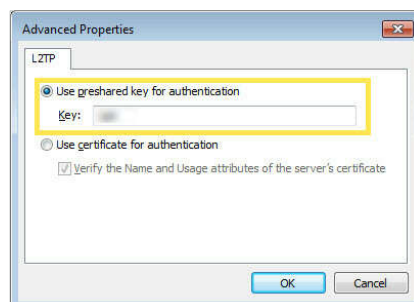 Advanced Properties
L2TP
Use preshared key for authentication
Key:
Use certificate for authentication
Verify the Name and Usage attributes of the server's certificate
OK Cancel